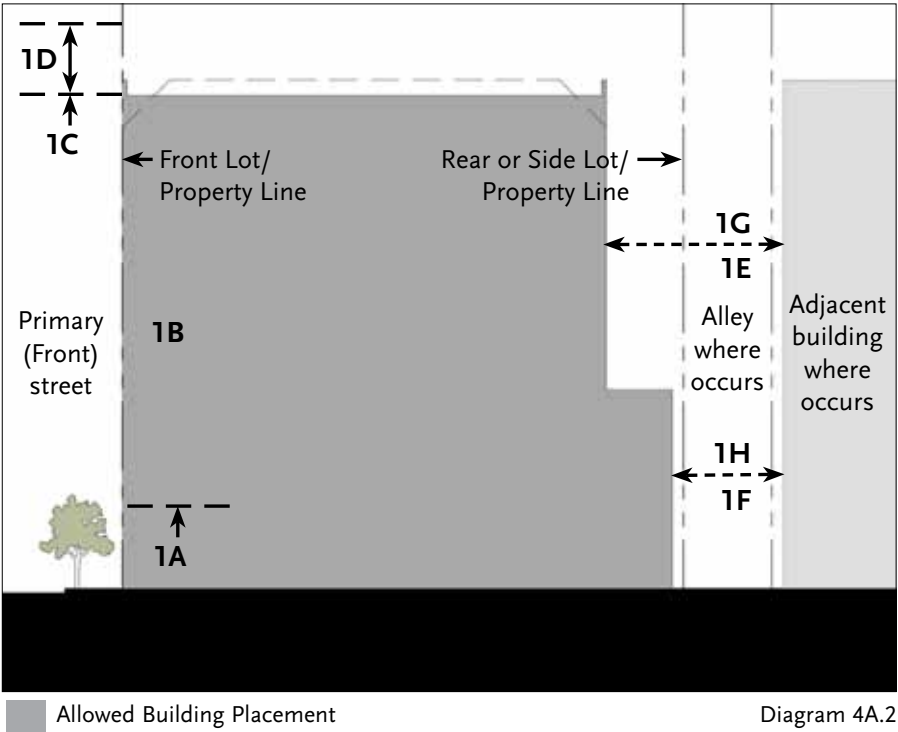 1D
1C
Front Lot/
Property Line
Rear or Side Lot/
Property Line
1G
1E
Primary
(Front)
street
1B
Alley
where
occurs
Adjacent
building
where
occurs
1H
1F
1A
Allowed Building Placement
Diagram 4A.2